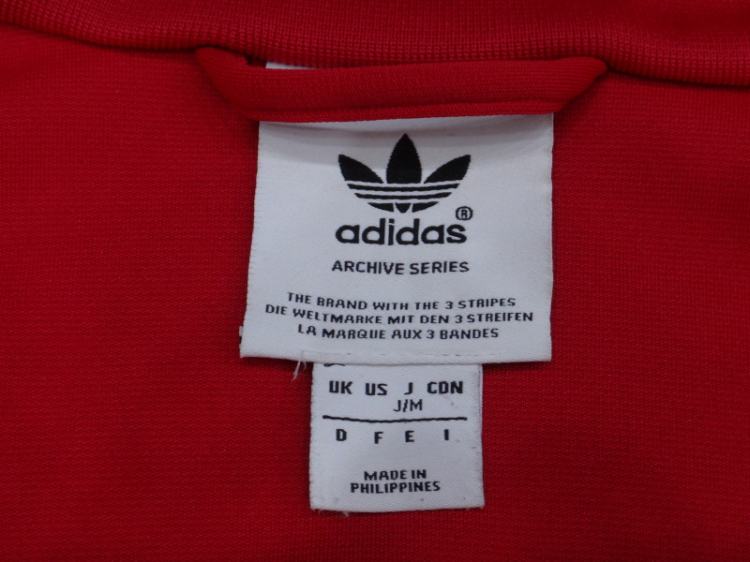 adidas®
ARCHIVE SERIES
THE BRAND WITH THE 3 STRIPES
DIE WELTMARKE MIT DEN 3 STREIFEN
LA MARQUE AUX 3 BANDES
UK US J CDN
J/M
D F E I
MADE IN
PHILIPPINES